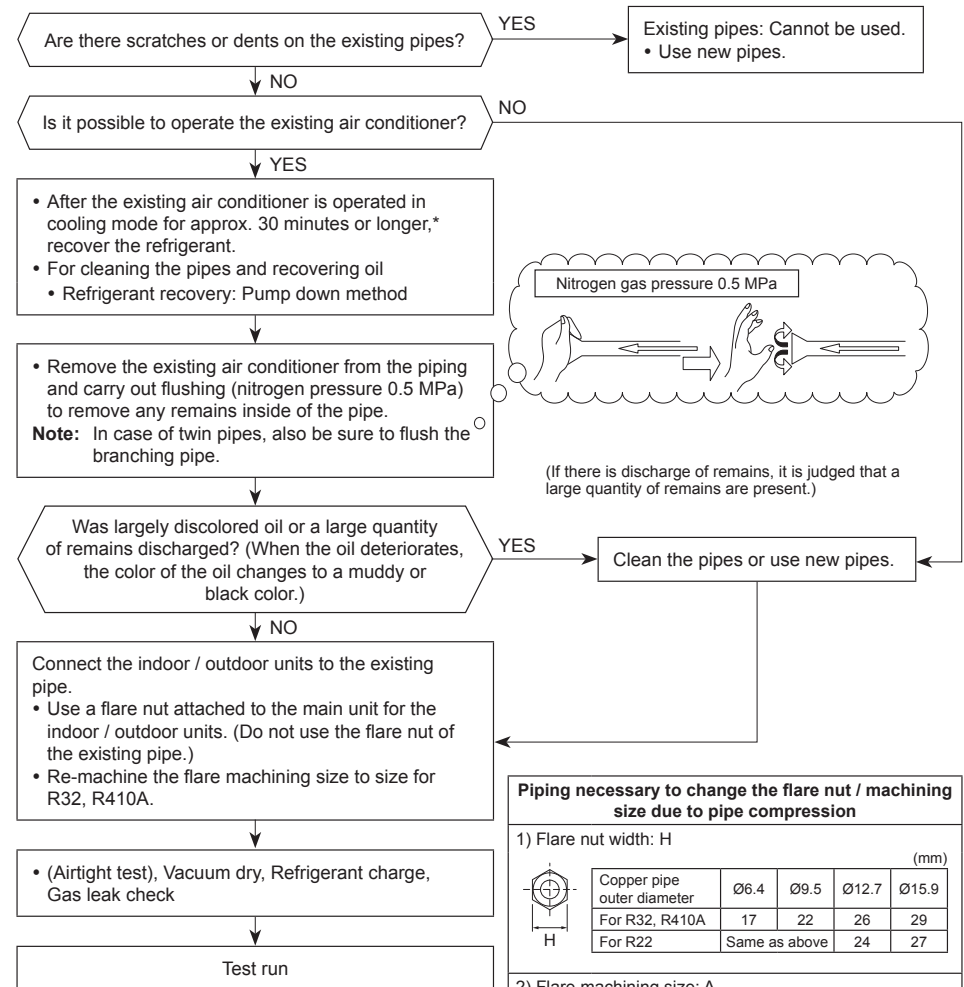 Are there scratches or dents on the existing pipes?
YES
Existing pipes: Cannot be used.
• Use new pipes.
NO
Is it possible to operate the existing air conditioner?
NO
YES
• After the existing air conditioner is operated in
cooling mode for approx. 30 minutes or longer,*
recover the refrigerant.
• For cleaning the pipes and recovering oil
• Refrigerant recovery: Pump down method
Nitrogen gas pressure 0.5 MPa
• Remove the existing air conditioner from the piping
and carry out flushing (nitrogen pressure 0.5 MPa)
to remove any remains inside of the pipe.
Note: In case of twin pipes, also be sure to flush the
branching pipe.
(If there is discharge of remains, it is judged that a
large quantity of remains are present.)
Was largely discolored oil or a large quantity
of remains discharged? (When the oil deteriorates,
the color of the oil changes to a muddy or
black color.)
YES
Clean the pipes or use new pipes.
NO
Connect the indoor / outdoor units to the existing
pipe.
• Use a flare nut attached to the main unit for the
indoor / outdoor units. (Do not use the flare nut of
the existing pipe.)
• Re-machine the flare machining size to size for
R32, R410A.
• (Airtight test), Vacuum dry, Refrigerant charge,
Gas leak check
Test run
Piping necessary to change the flare nut / machining
size due to pipe compression
1) Flare nut width: H
(mm)
H
Copper pipe
outer diameter Ø6.4 Ø9.5 Ø12.7 Ø15.9
For R32, R410A 17 22 26 29
For R22 Same as above 24 27
2) Flare machining size: A